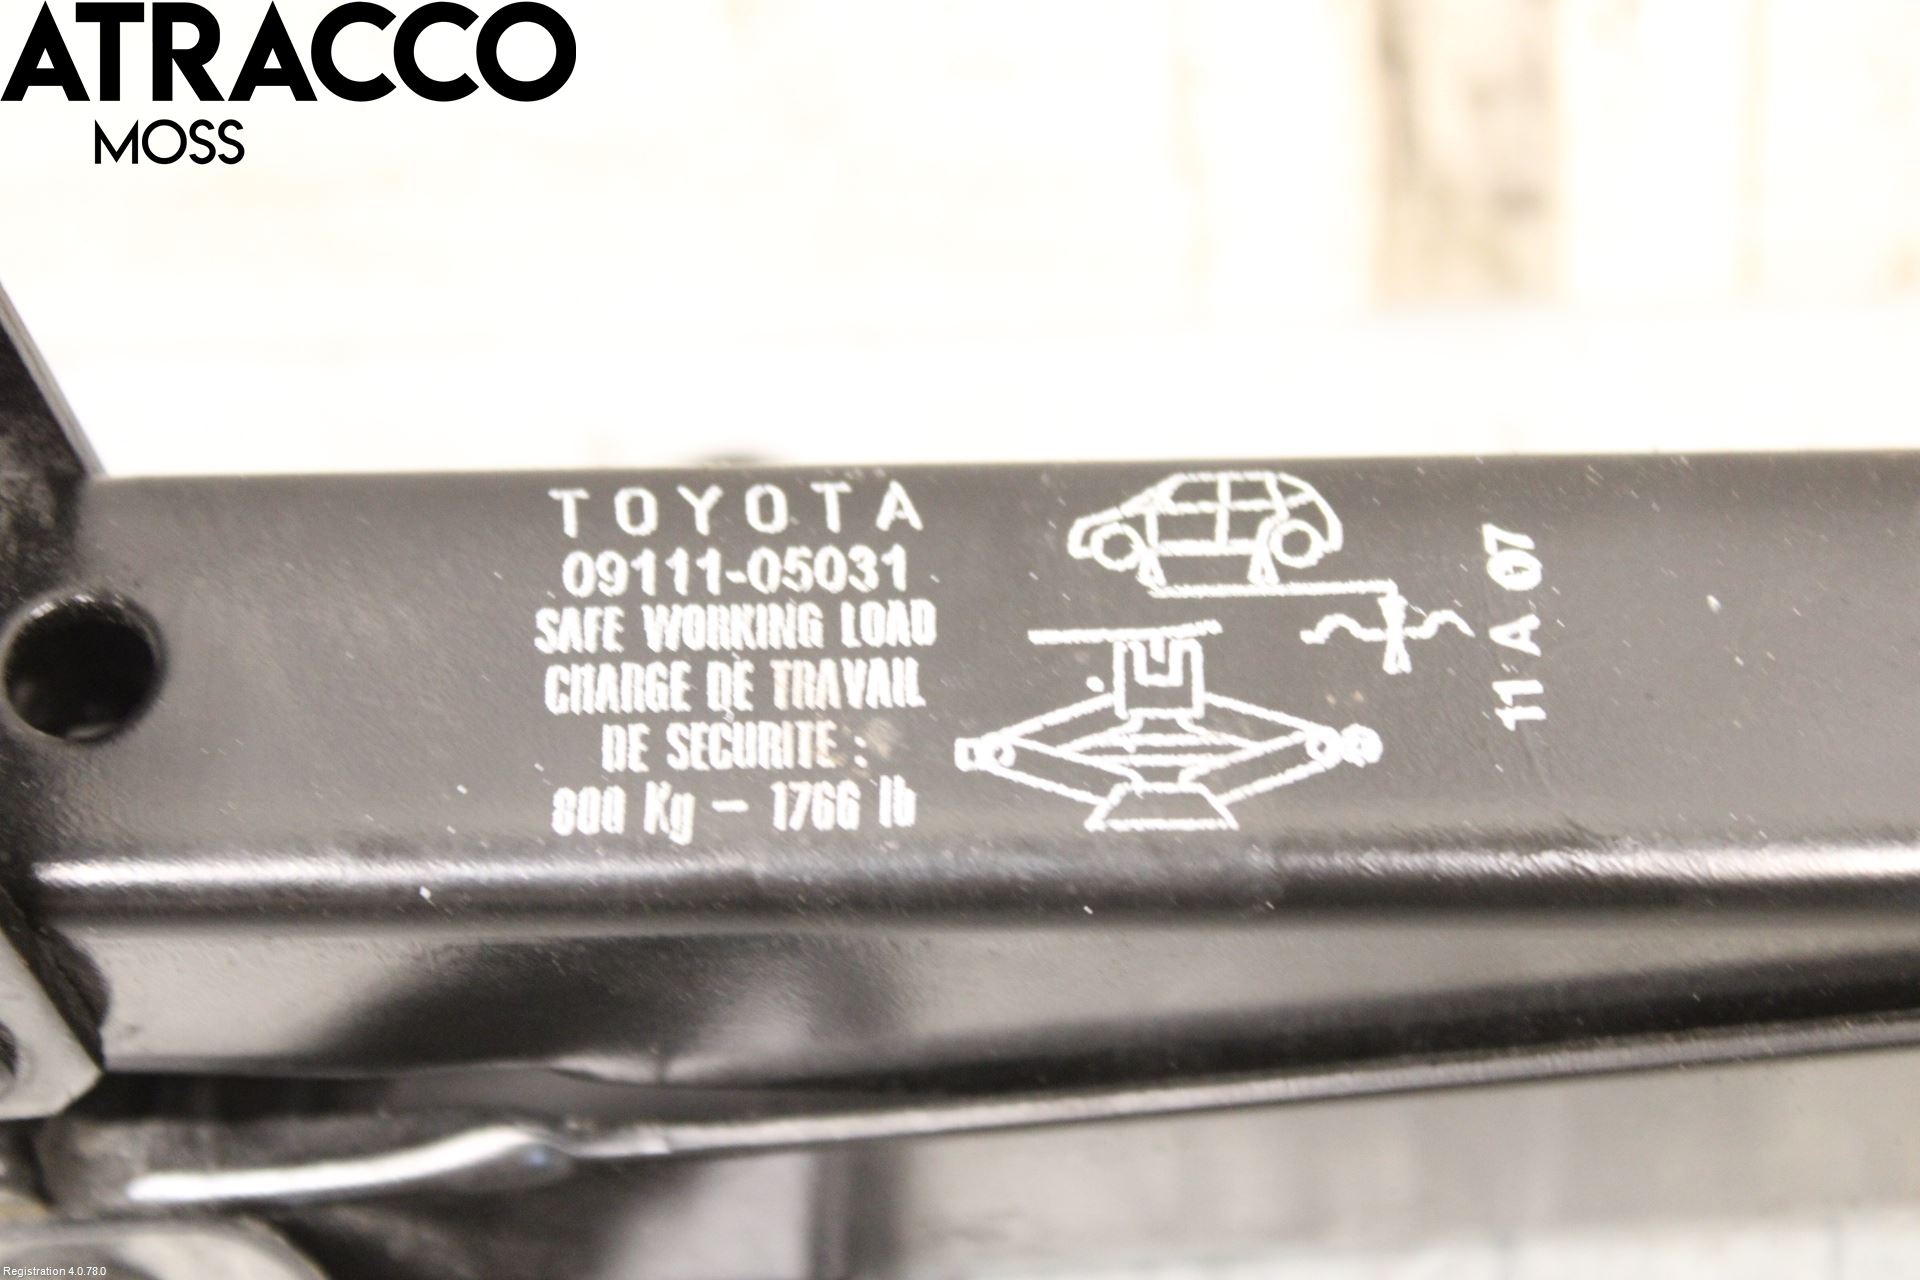 ATRACCO
MOSS
TOYOTA
09111-05031
SAFE WORKING LOAD
CHARGE DE TRAVAIL
DE SECURITE :
800 Kg - 1766 lb
11 A 07
Registration 4.0.78.0